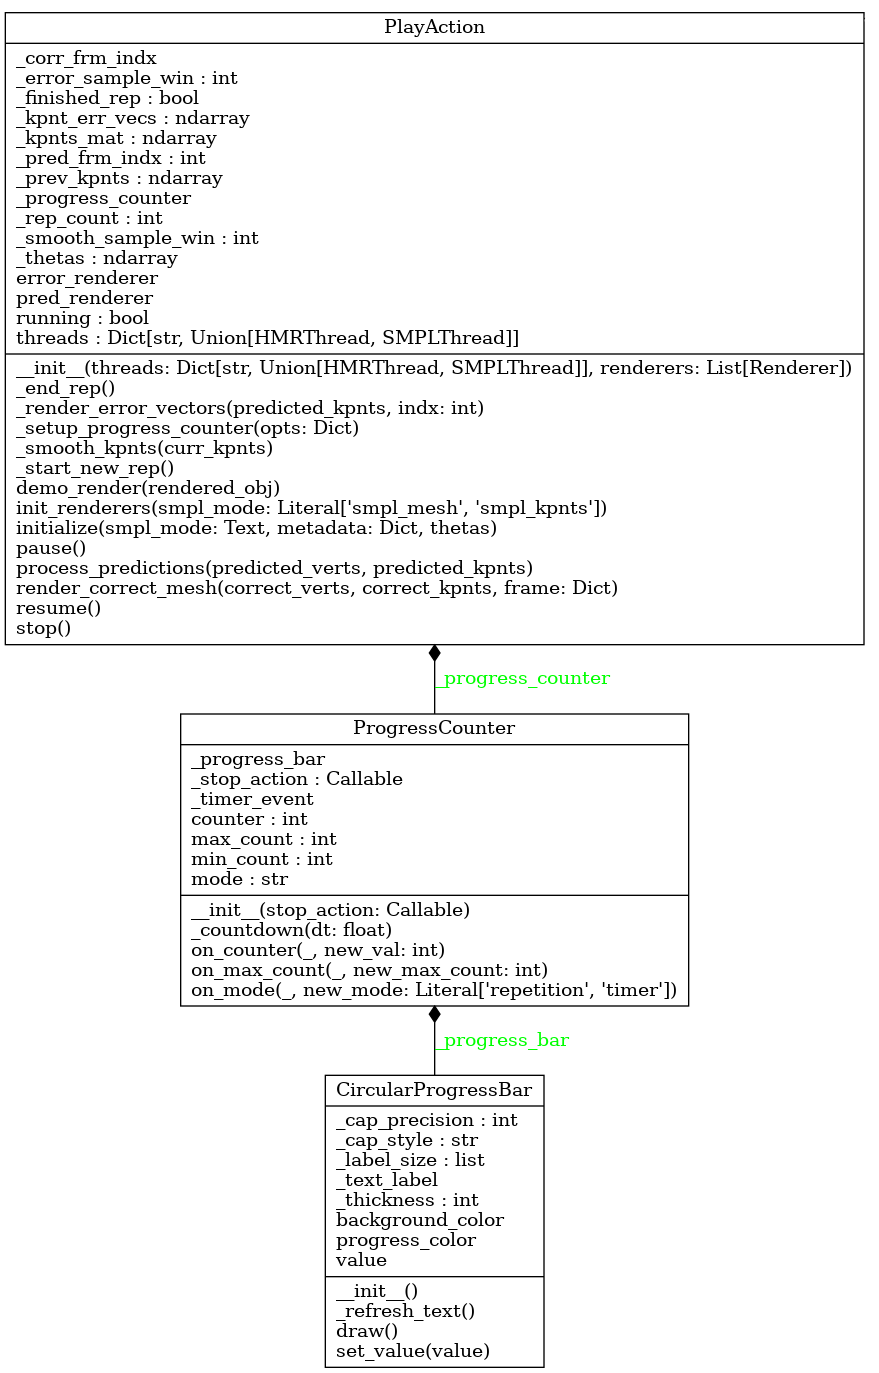 PlayAction
_corr_frm_indx
_error_sample_win : int
_finished_rep : bool
_kpnt_err_vecs : ndarray
_kpnts_mat : ndarray
_pred_frm_indx : int
_prev_kpnts : ndarray
_progress_counter
_rep_count : int
_smooth_sample_win : int
_thetas : ndarray
error_renderer
pred_renderer
running : bool
threads : Dict[str, Union[HMRThread, SMPLThread]]
__init__(threads: Dict[str, Union[HMRThread, SMPLThread]], renderers: List[Renderer])
_end_rep()
_render_error_vectors(predicted_kpnts, indx: int)
_setup_progress_counter(opts: Dict)
_smooth_kpnts(curr_kpnts)
_start_new_rep()
demo_render(rendered_obj)
init_renderers(smpl_mode: Literal['smpl_mesh', 'smpl_kpnts'])
initialize(smpl_mode: Text, metadata: Dict, thetas)
pause()
process_predictions(predicted_verts, predicted_kpnts)
render_correct_mesh(correct_verts, correct_kpnts, frame: Dict)
resume()
stop()
_progress_counter
ProgressCounter
_progress_bar
_stop_action : Callable
_timer_event
counter : int
max_count : int
min_count : int
mode : str
__init__(stop_action: Callable)
_countdown(dt: float)
on_counter(_, new_val: int)
on_max_count(_, new_max_count: int)
on_mode(_, new_mode: Literal['repetition', 'timer'])
_progress_bar
CircularProgressBar
_cap_precision : int
_cap_style : str
_label_size : list
_text_label
_thickness : int
background_color
progress_color
value
__init__()
_refresh_text()
draw()
set_value(value)